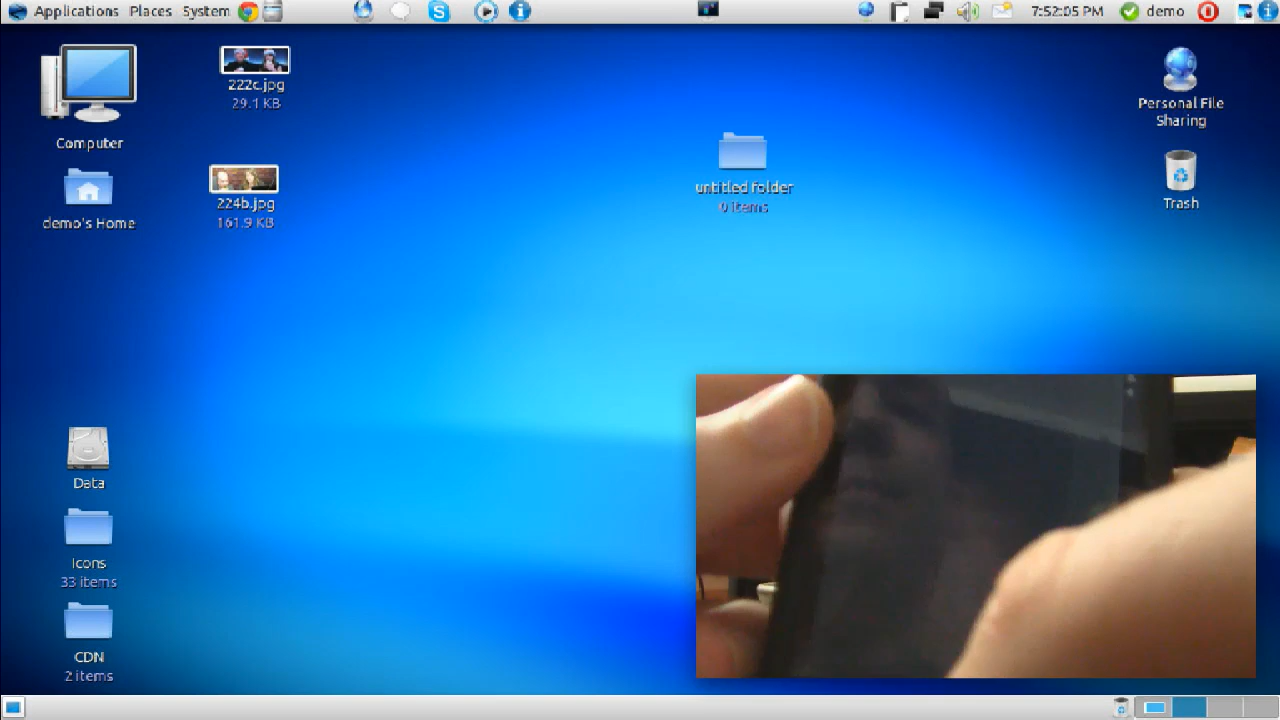 Applications Places System
7:52:05 PM demo
Computer
222c.jpg
29.1 KB
demo's Home
224b.jpg
161.9 KB
untitled folder
0 items
Personal File
Sharing
Trash
Data
Icons
33 items
CDN
2 items